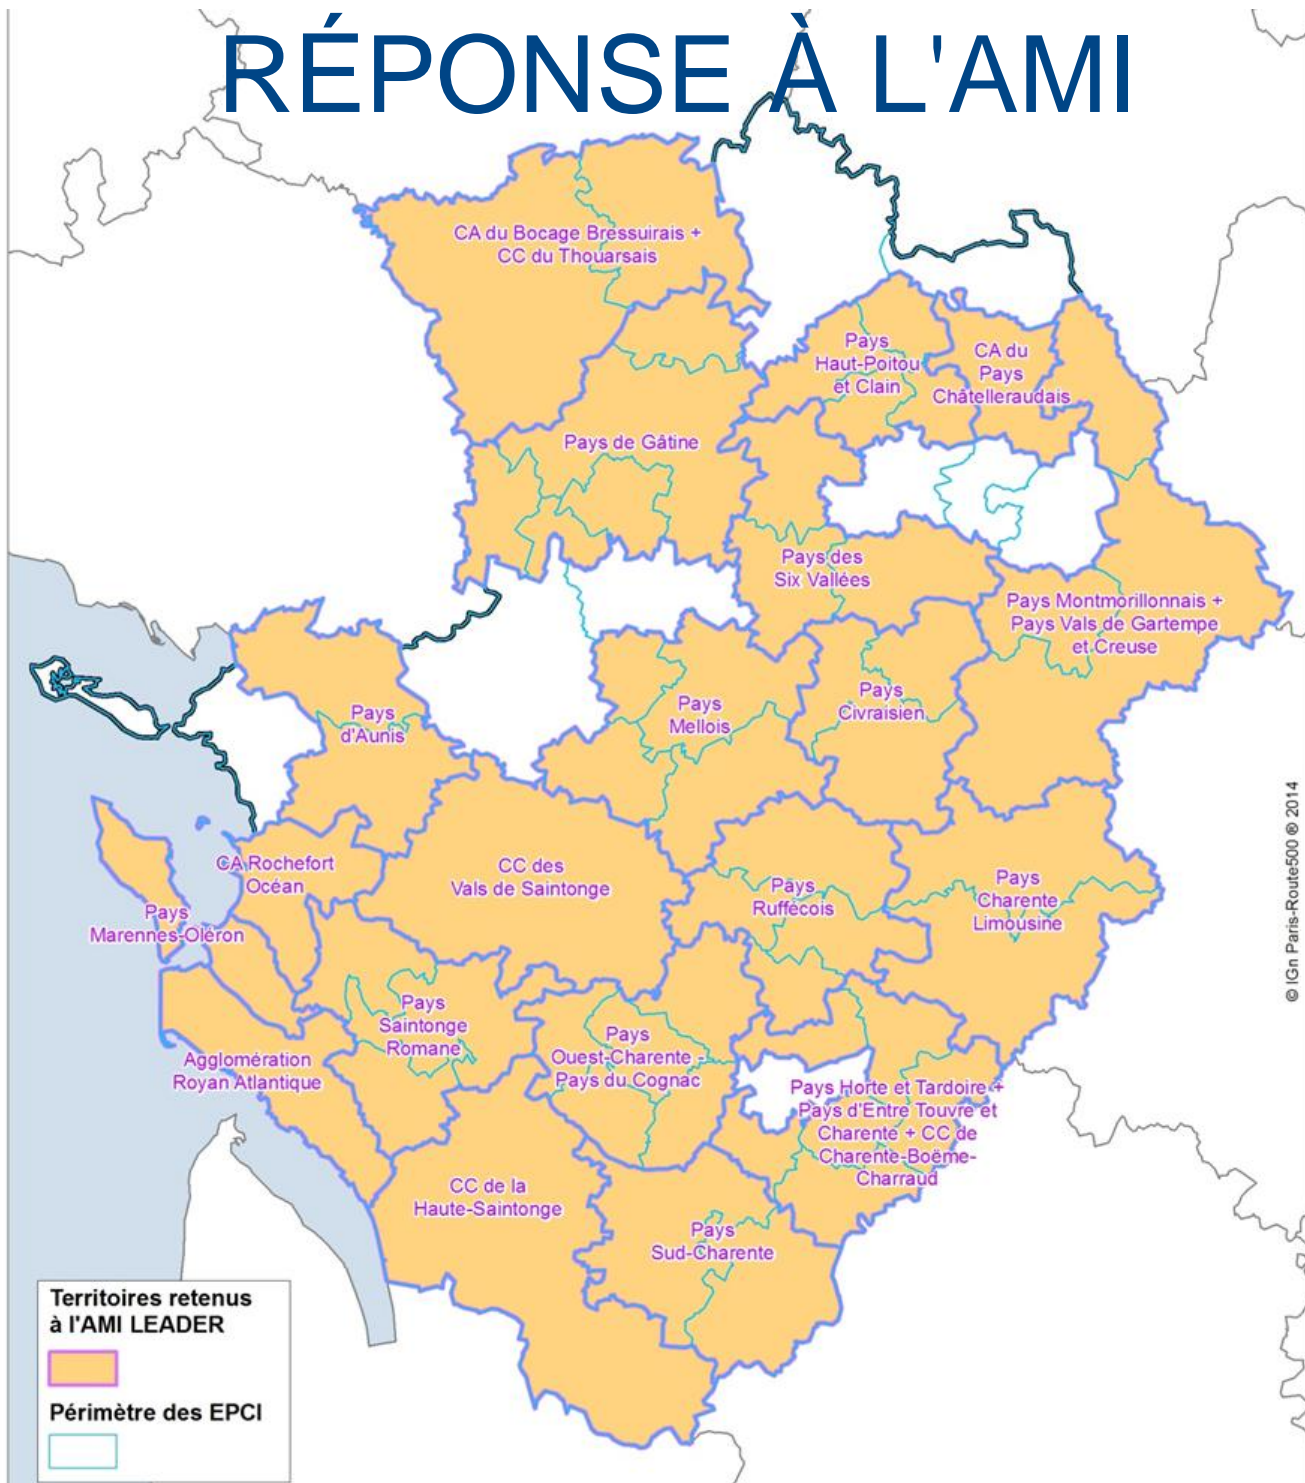 RÉPONSE À L'AMI
CA du Bocage Bressuirais +
CC du Thouarsais
Pays
Haut-Poitou
et Clain
CA du
Pays
Châtelleraudais
Pays de Gâtine
Pays des
Six Vallées
Pays Montmorillonnais +
Pays Vals de Gartempe
et Creuse
Pays
d'Aunis
Pays
Mellois
Pays
Civraisien
CA Rochefort
Océan
CC des
Vals de Saintonge
Pays
Ruffécois
Pays
Charente
Limousine
Pays
Marennes-Oléron
Pays
Saintonge
Romane
Pays
Ouest-Charente -
Pays du Cognac
Agglomération
Royan Atlantique
Pays Horte et Tardoire +
Pays d'Entre Touvre et
Charente + CC de
Charente-Boëme-
Charraud
CC de la
Haute-Saintonge
Pays
Sud-Charente
Territoires retenus
à l'AMI LEADER
Périmètre des EPCI
© IGn Paris-Route500 ® 2014